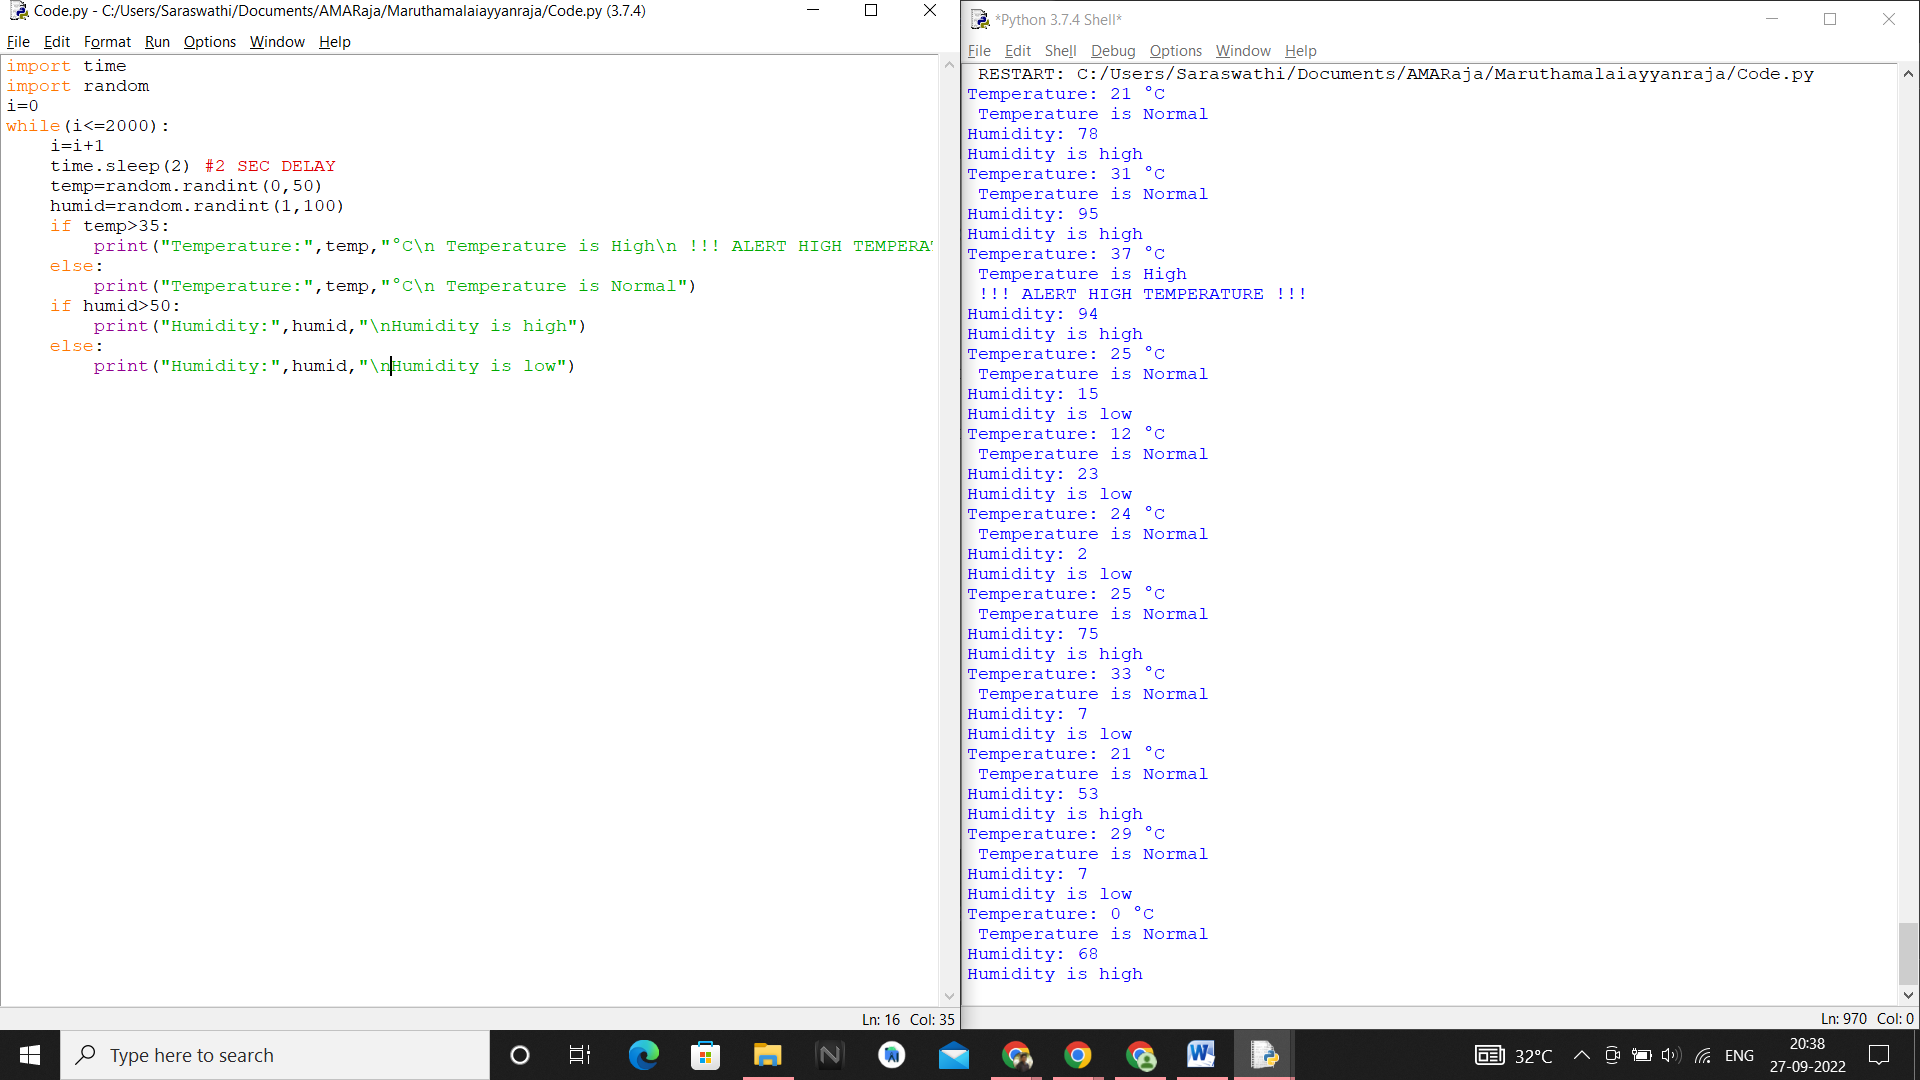 Code.py - C:/Users/Saraswathi/Documents/AMARaja/Maruthamalaiayyanraja/Code.py (3.7.4)
File Edit Format Run Options Window Help
import time
import random
i=0
while(i<=2000):
    i=i+1
    time.sleep(2) #2 SEC DELAY
    temp=random.randint(0,50)
    humid=random.randint(1,100)
    if temp>35:
        print("Temperature:",temp,"°C\n Temperature is High\n !!! ALERT HIGH TEMPERA
    else:
        print("Temperature:",temp,"°C\n Temperature is Normal")
    if humid>50:
        print("Humidity:",humid,"\nHumidity is high")
    else:
        print("Humidity:",humid,"\nHumidity is low")
Ln: 16 Col: 35
*Python 3.7.4 Shell*
File Edit Shell Debug Options Window Help
 RESTART: C:/Users/Saraswathi/Documents/AMARaja/Maruthamalaiayyanraja/Code.py
Temperature: 21 °C
 Temperature is Normal
Humidity: 78
Humidity is high
Temperature: 31 °C
 Temperature is Normal
Humidity: 95
Humidity is high
Temperature: 37 °C
 Temperature is High
 !!! ALERT HIGH TEMPERATURE !!!
Humidity: 94
Humidity is high
Temperature: 25 °C
 Temperature is Normal
Humidity: 15
Humidity is low
Temperature: 12 °C
 Temperature is Normal
Humidity: 23
Humidity is low
Temperature: 24 °C
 Temperature is Normal
Humidity: 2
Humidity is low
Temperature: 25 °C
 Temperature is Normal
Humidity: 75
Humidity is high
Temperature: 33 °C
 Temperature is Normal
Humidity: 7
Humidity is low
Temperature: 21 °C
 Temperature is Normal
Humidity: 53
Humidity is high
Temperature: 29 °C
 Temperature is Normal
Humidity: 7
Humidity is low
Temperature: 0 °C
 Temperature is Normal
Humidity: 68
Humidity is high
Ln: 970 Col: 0
Type here to search
32°C
ENG
20:38
27-09-2022